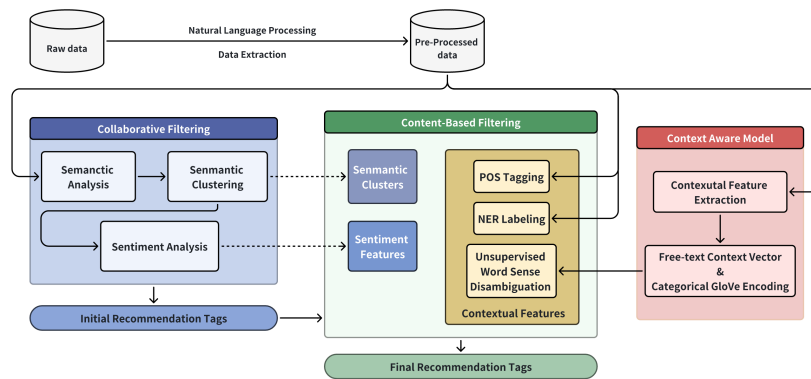 Raw data
Natural Language Processing
Data Extraction
Pre-Processed
data
Collaborative Filtering
Semanctic
Analysis
Senmantic
Clustering
Sentiment Analysis
Initial Recommendation Tags
Content-Based Filtering
Senmantic
Clusters
Sentiment
Features
POS Tagging
NER Labeling
Unsupervised
Word Sense
Disambiguation
Contextual Features
Final Recommendation Tags
Context Aware Model
Contexutal Feature
Extraction
Free-text Context Vector
&
Categorical GloVe Encoding